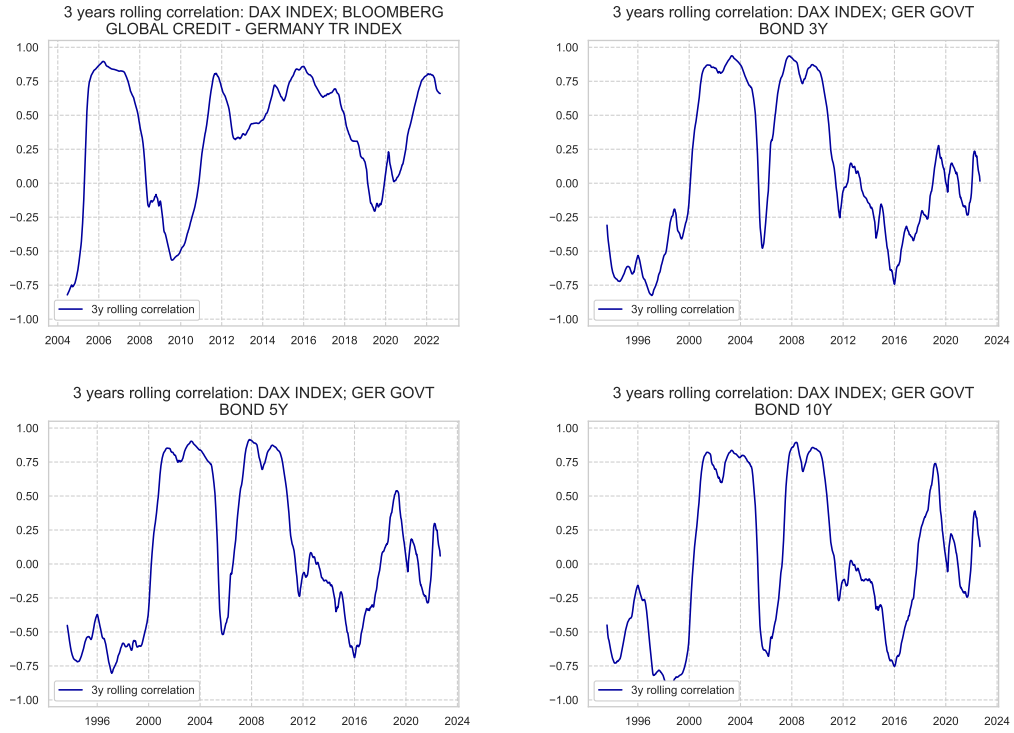 3 years rolling correlation: DAX INDEX; BLOOMBERG
GLOBAL CREDIT - GERMANY TR INDEX
1.00
0.75
0.50
0.25
0.00
−0.25
−0.50
−0.75
−1.00
3y rolling correlation
2004 2006 2008 2010 2012 2014 2016 2018 2020 2022
3 years rolling correlation: DAX INDEX; GER GOVT
BOND 3Y
1.00
0.75
0.50
0.25
0.00
−0.25
−0.50
−0.75
−1.00
3y rolling correlation
1996 2000 2004 2008 2012 2016 2020 2024
3 years rolling correlation: DAX INDEX; GER GOVT
BOND 5Y
1.00
0.75
0.50
0.25
0.00
−0.25
−0.50
−0.75
−1.00
3y rolling correlation
1996 2000 2004 2008 2012 2016 2020 2024
3 years rolling correlation: DAX INDEX; GER GOVT
BOND 10Y
1.00
0.75
0.50
0.25
0.00
−0.25
−0.50
−0.75
−1.00
3y rolling correlation
1996 2000 2004 2008 2012 2016 2020 2024